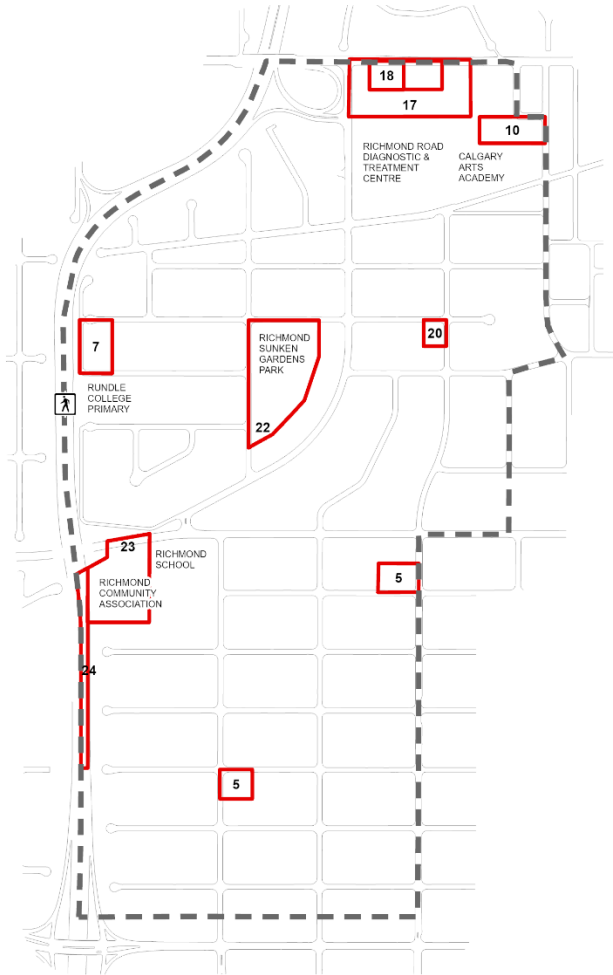 18
17
10
RICHMOND ROAD
DIAGNOSTIC &
TREATMENT
CENTRE
CALGARY
ARTS
ACADEMY
7
RICHMOND
SUNKEN
GARDENS
PARK
20
RUNDLE
COLLEGE
PRIMARY
22
23
RICHMOND
SCHOOL
RICHMOND
COMMUNITY
ASSOCIATION
5
24
5